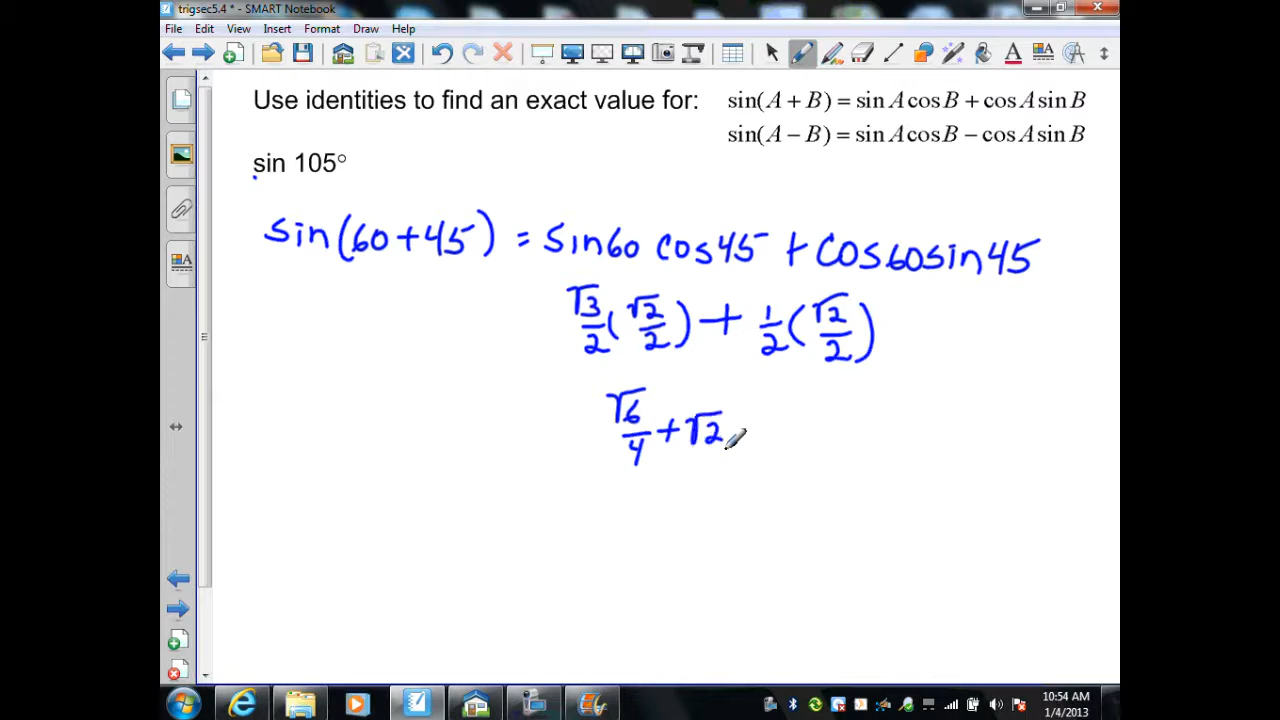 trigsec5.4 * - SMART Notebook
File Edit View Insert Format Draw Help
Use identities to find an exact value for: sin(A + B) = sin A cos B + cos A sin B
sin(A − B) = sin A cos B − cos A sin B
sin 105°
sin(60+45) = sin60 cos45 + cos60sin45
√3/2(√2/2) + 1/2(√2/2)
√6/4 + √2
10:54 AM
1/4/2013